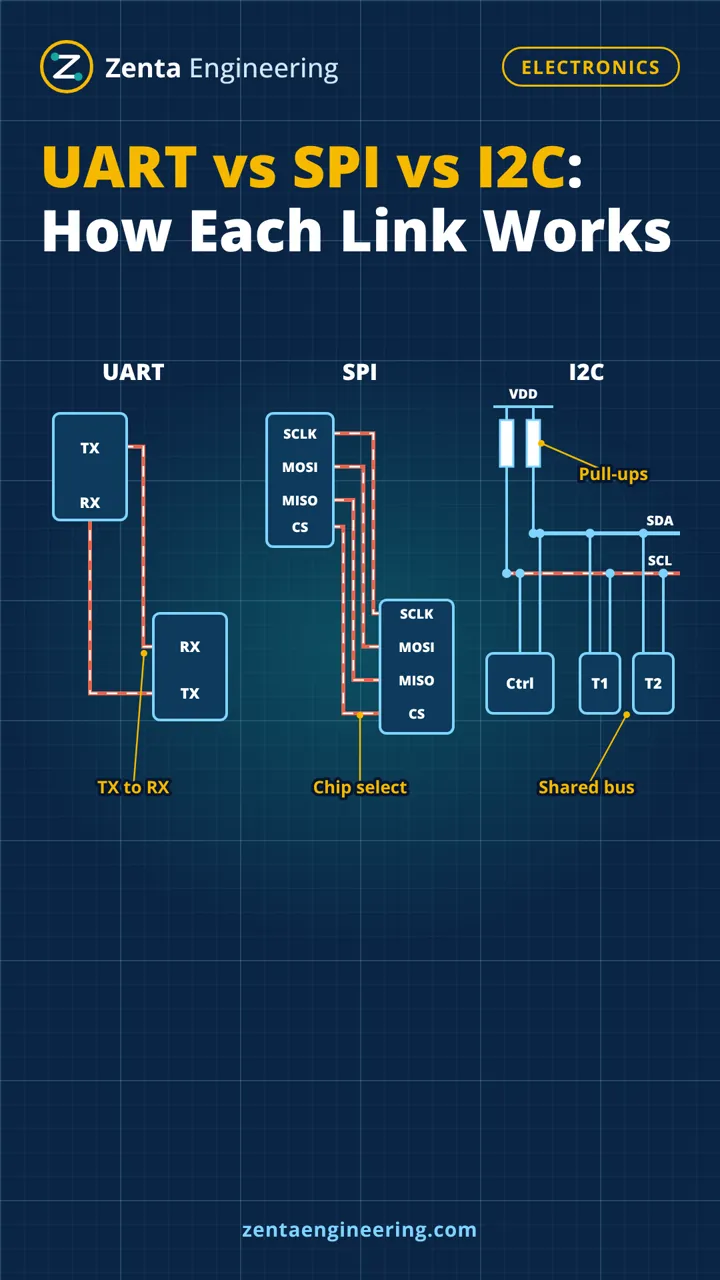 Zenta Engineering
ELECTRONICS
UART vs SPI vs I2C:
How Each Link Works
UART
TX
RX
RX
TX
TX to RX
SPI
SCLK
MOSI
MISO
CS
SCLK
MOSI
MISO
CS
Chip select
I2C
VDD
Pull-ups
SDA
SCL
Ctrl
T1
T2
Shared bus
zentaengineering.com